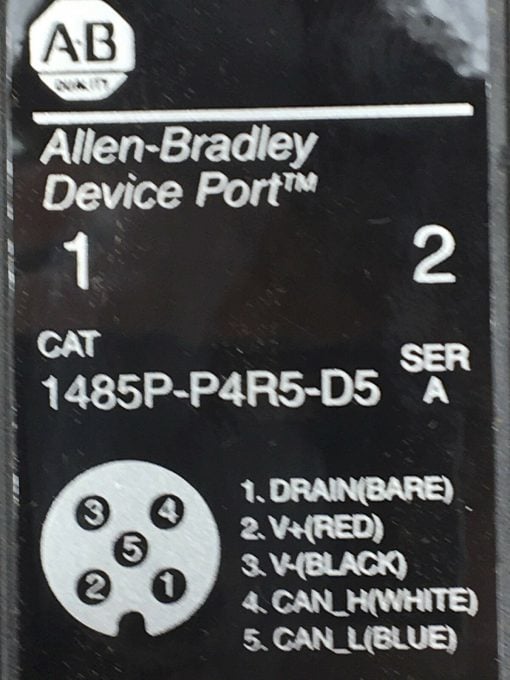 A·B
QUALITY
Allen-Bradley
Device Port™
1 2
CAT
1485P-P4R5-D5
SER
A
3 4
5
2 1
1. DRAIN(BARE)
2. V+(RED)
3. V-(BLACK)
4. CAN_H(WHITE)
5. CAN_L(BLUE)